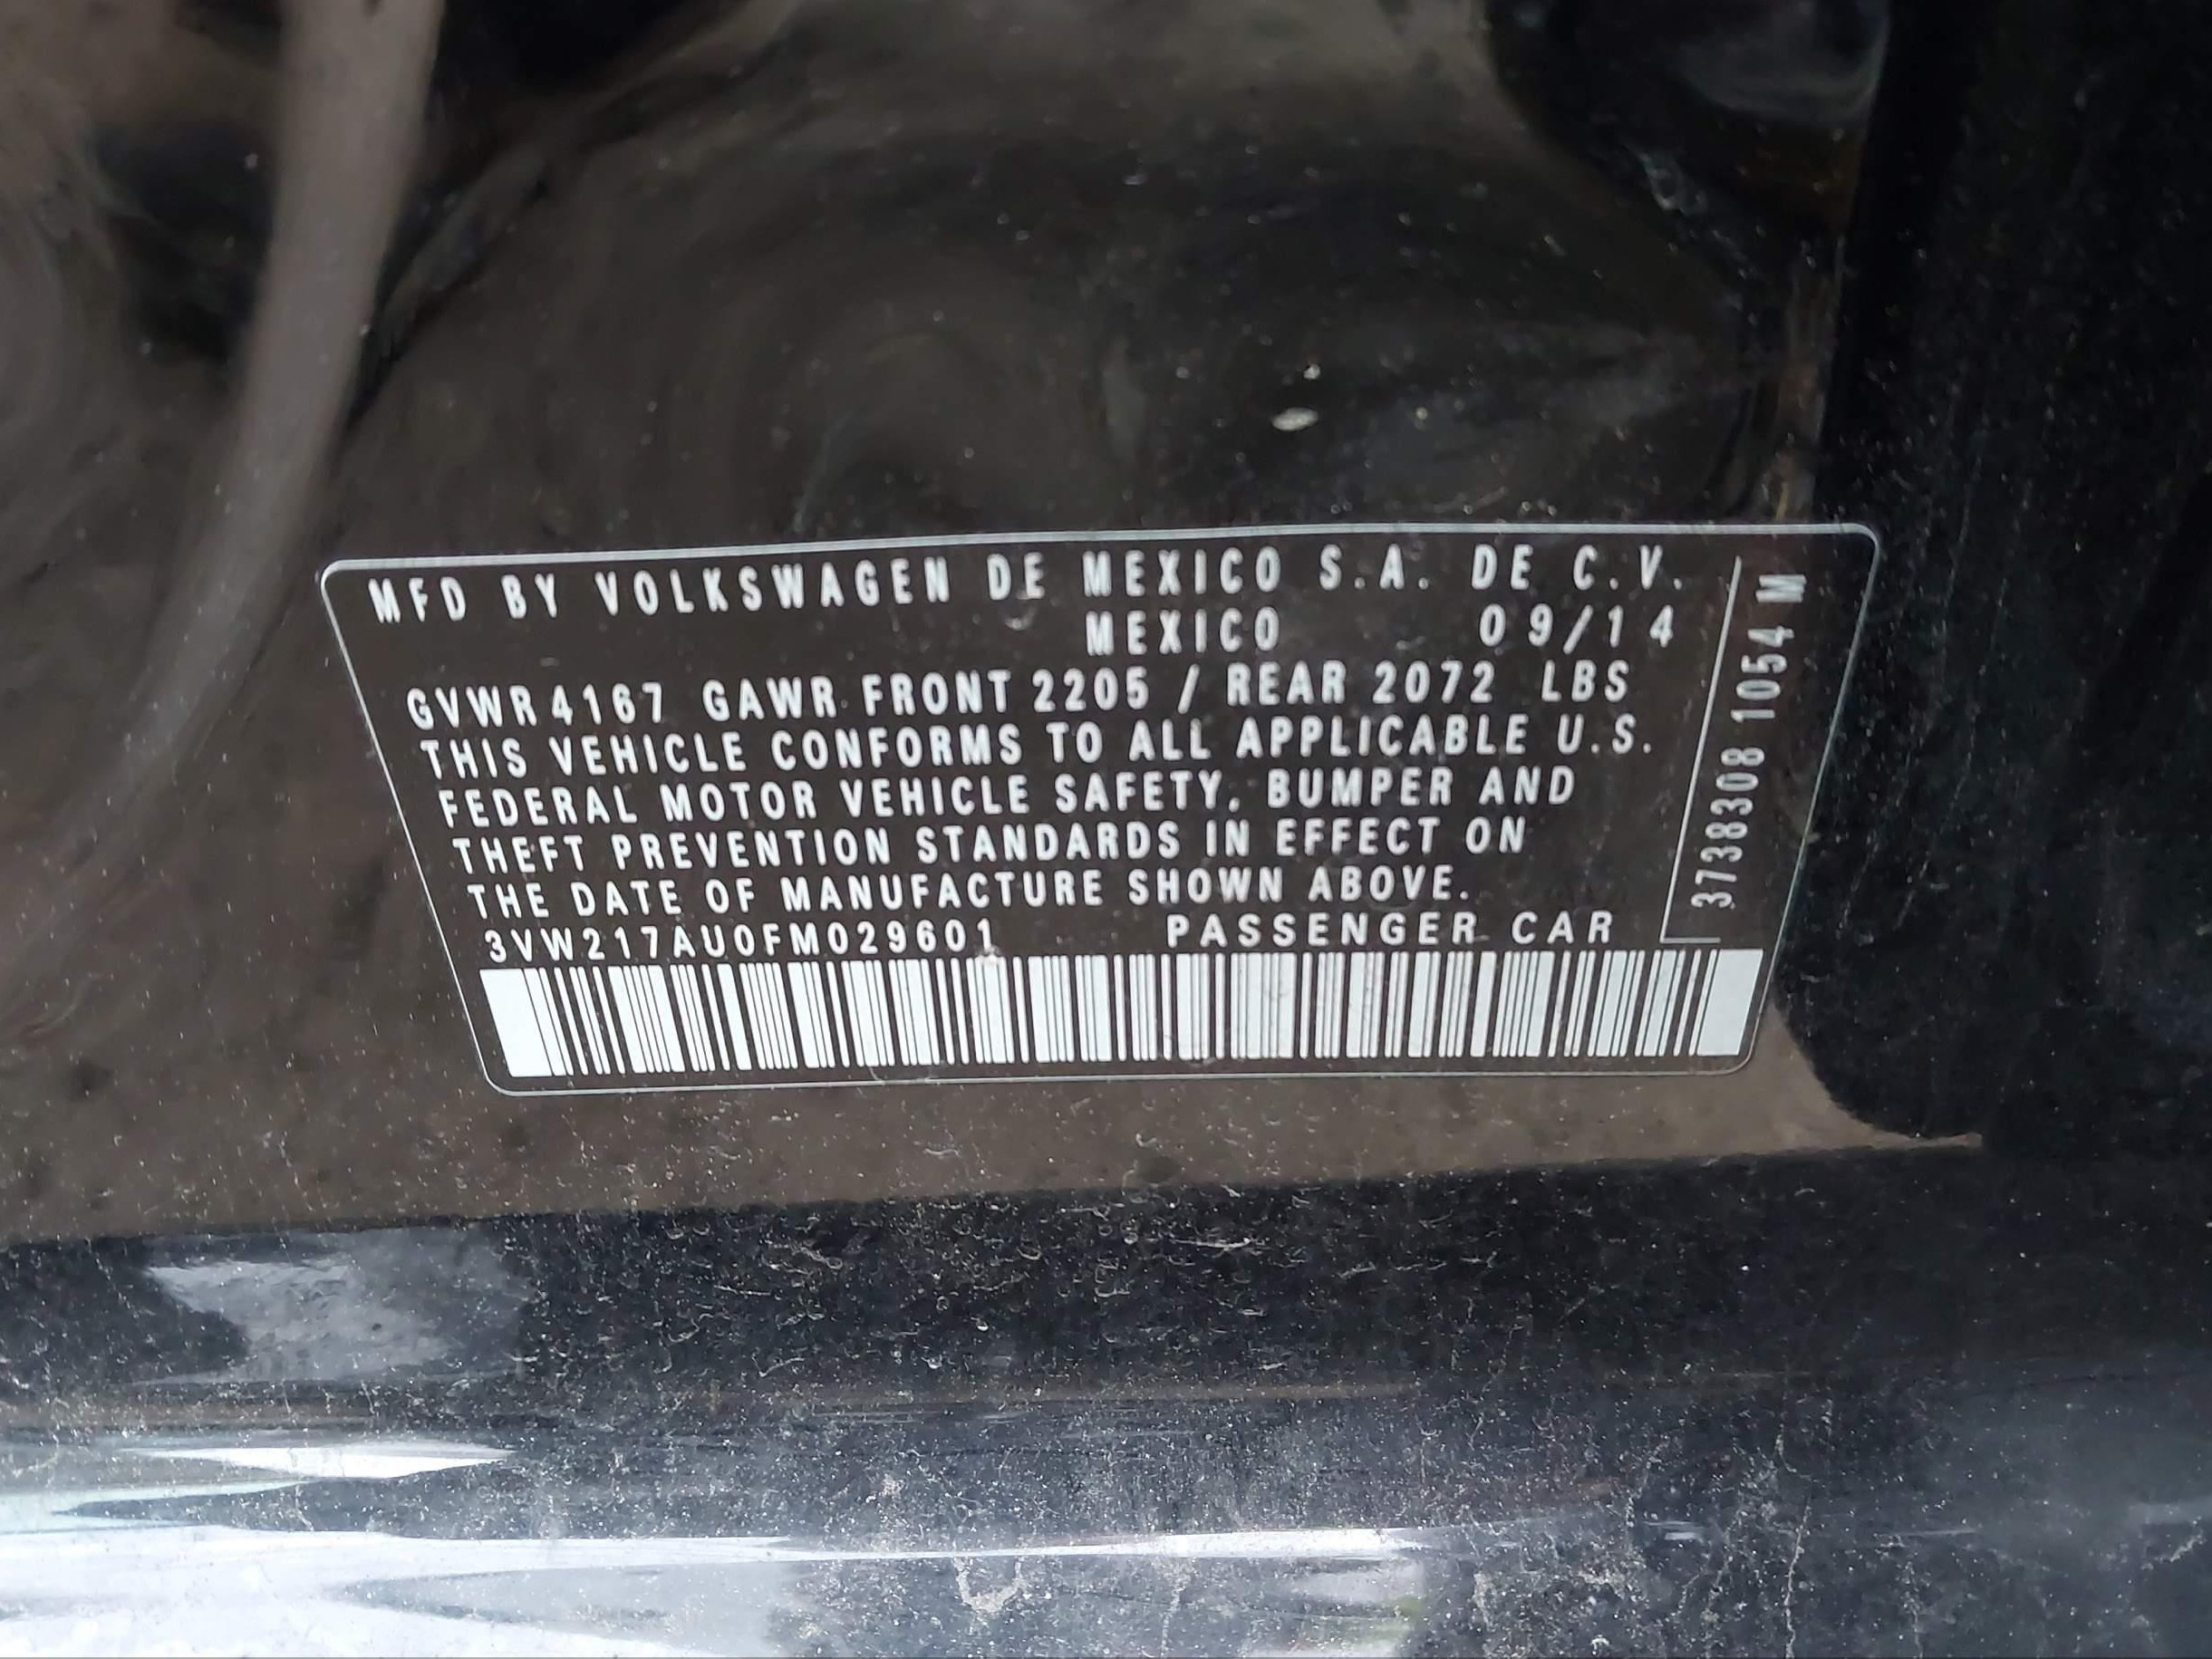 MFD BY VOLKSWAGEN DE MEXICO S.A. DE C.V.
MEXICO 09/14
GVWR 4167 GAWR FRONT 2205 / REAR 2072 LBS
THIS VEHICLE CONFORMS TO ALL APPLICABLE U.S.
FEDERAL MOTOR VEHICLE SAFETY, BUMPER AND
THEFT PREVENTION STANDARDS IN EFFECT ON
THE DATE OF MANUFACTURE SHOWN ABOVE.
3VW217AU0FM029601 PASSENGER CAR
3738308 1054 M